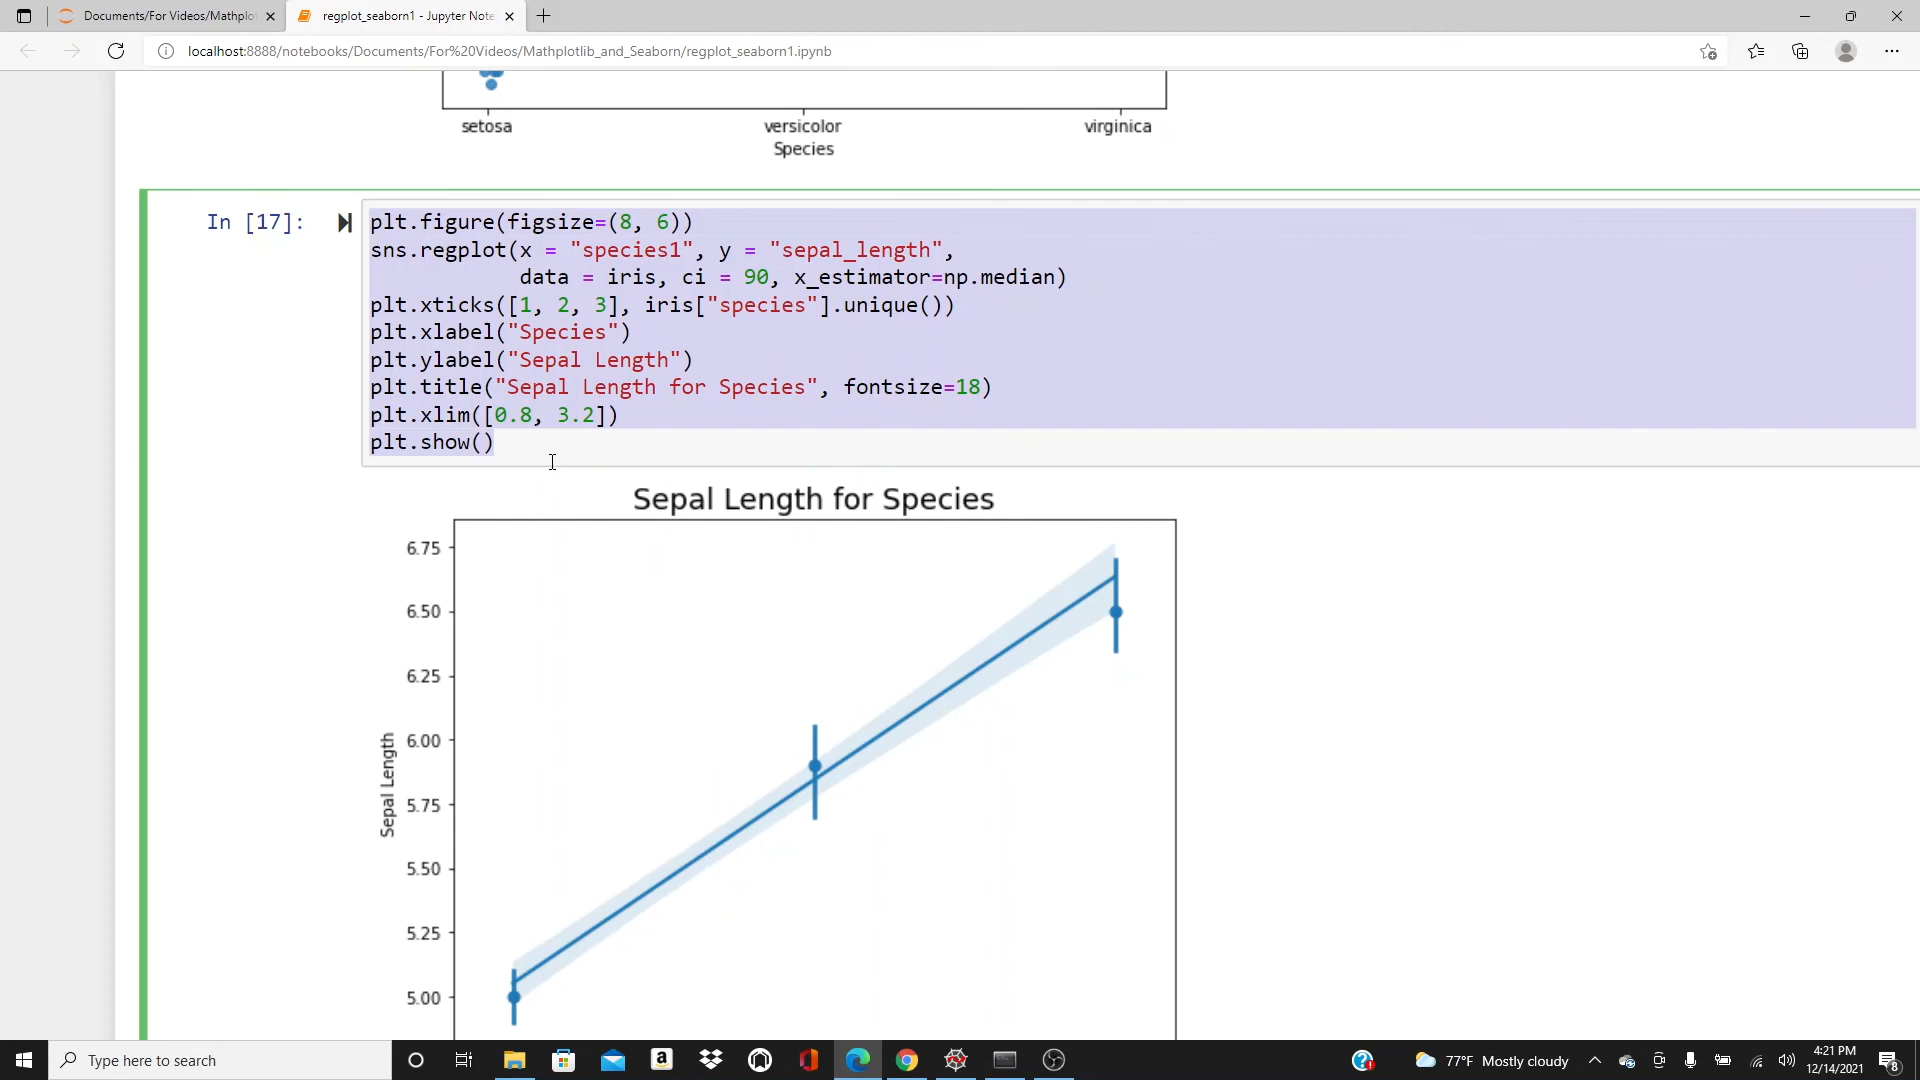 Documents/For Videos/Mathplo
regplot_seaborn1 - Jupyter Note
localhost:8888/notebooks/Documents/For%20Videos/Mathplotlib_and_Seaborn/regplot_seaborn1.ipynb
setosa versicolor virginica
Species
In [17]:
plt.figure(figsize=(8, 6))
sns.regplot(x = "species1", y = "sepal_length",
data = iris, ci = 90, x_estimator=np.median)
plt.xticks([1, 2, 3], iris["species"].unique())
plt.xlabel("Species")
plt.ylabel("Sepal Length")
plt.title("Sepal Length for Species", fontsize=18)
plt.xlim([0.8, 3.2])
plt.show()
Sepal Length for Species
6.75
6.50
6.25
6.00
5.75
5.50
5.25
5.00
Sepal Length
Type here to search
77°F Mostly cloudy
4:21 PM
12/14/2021
8